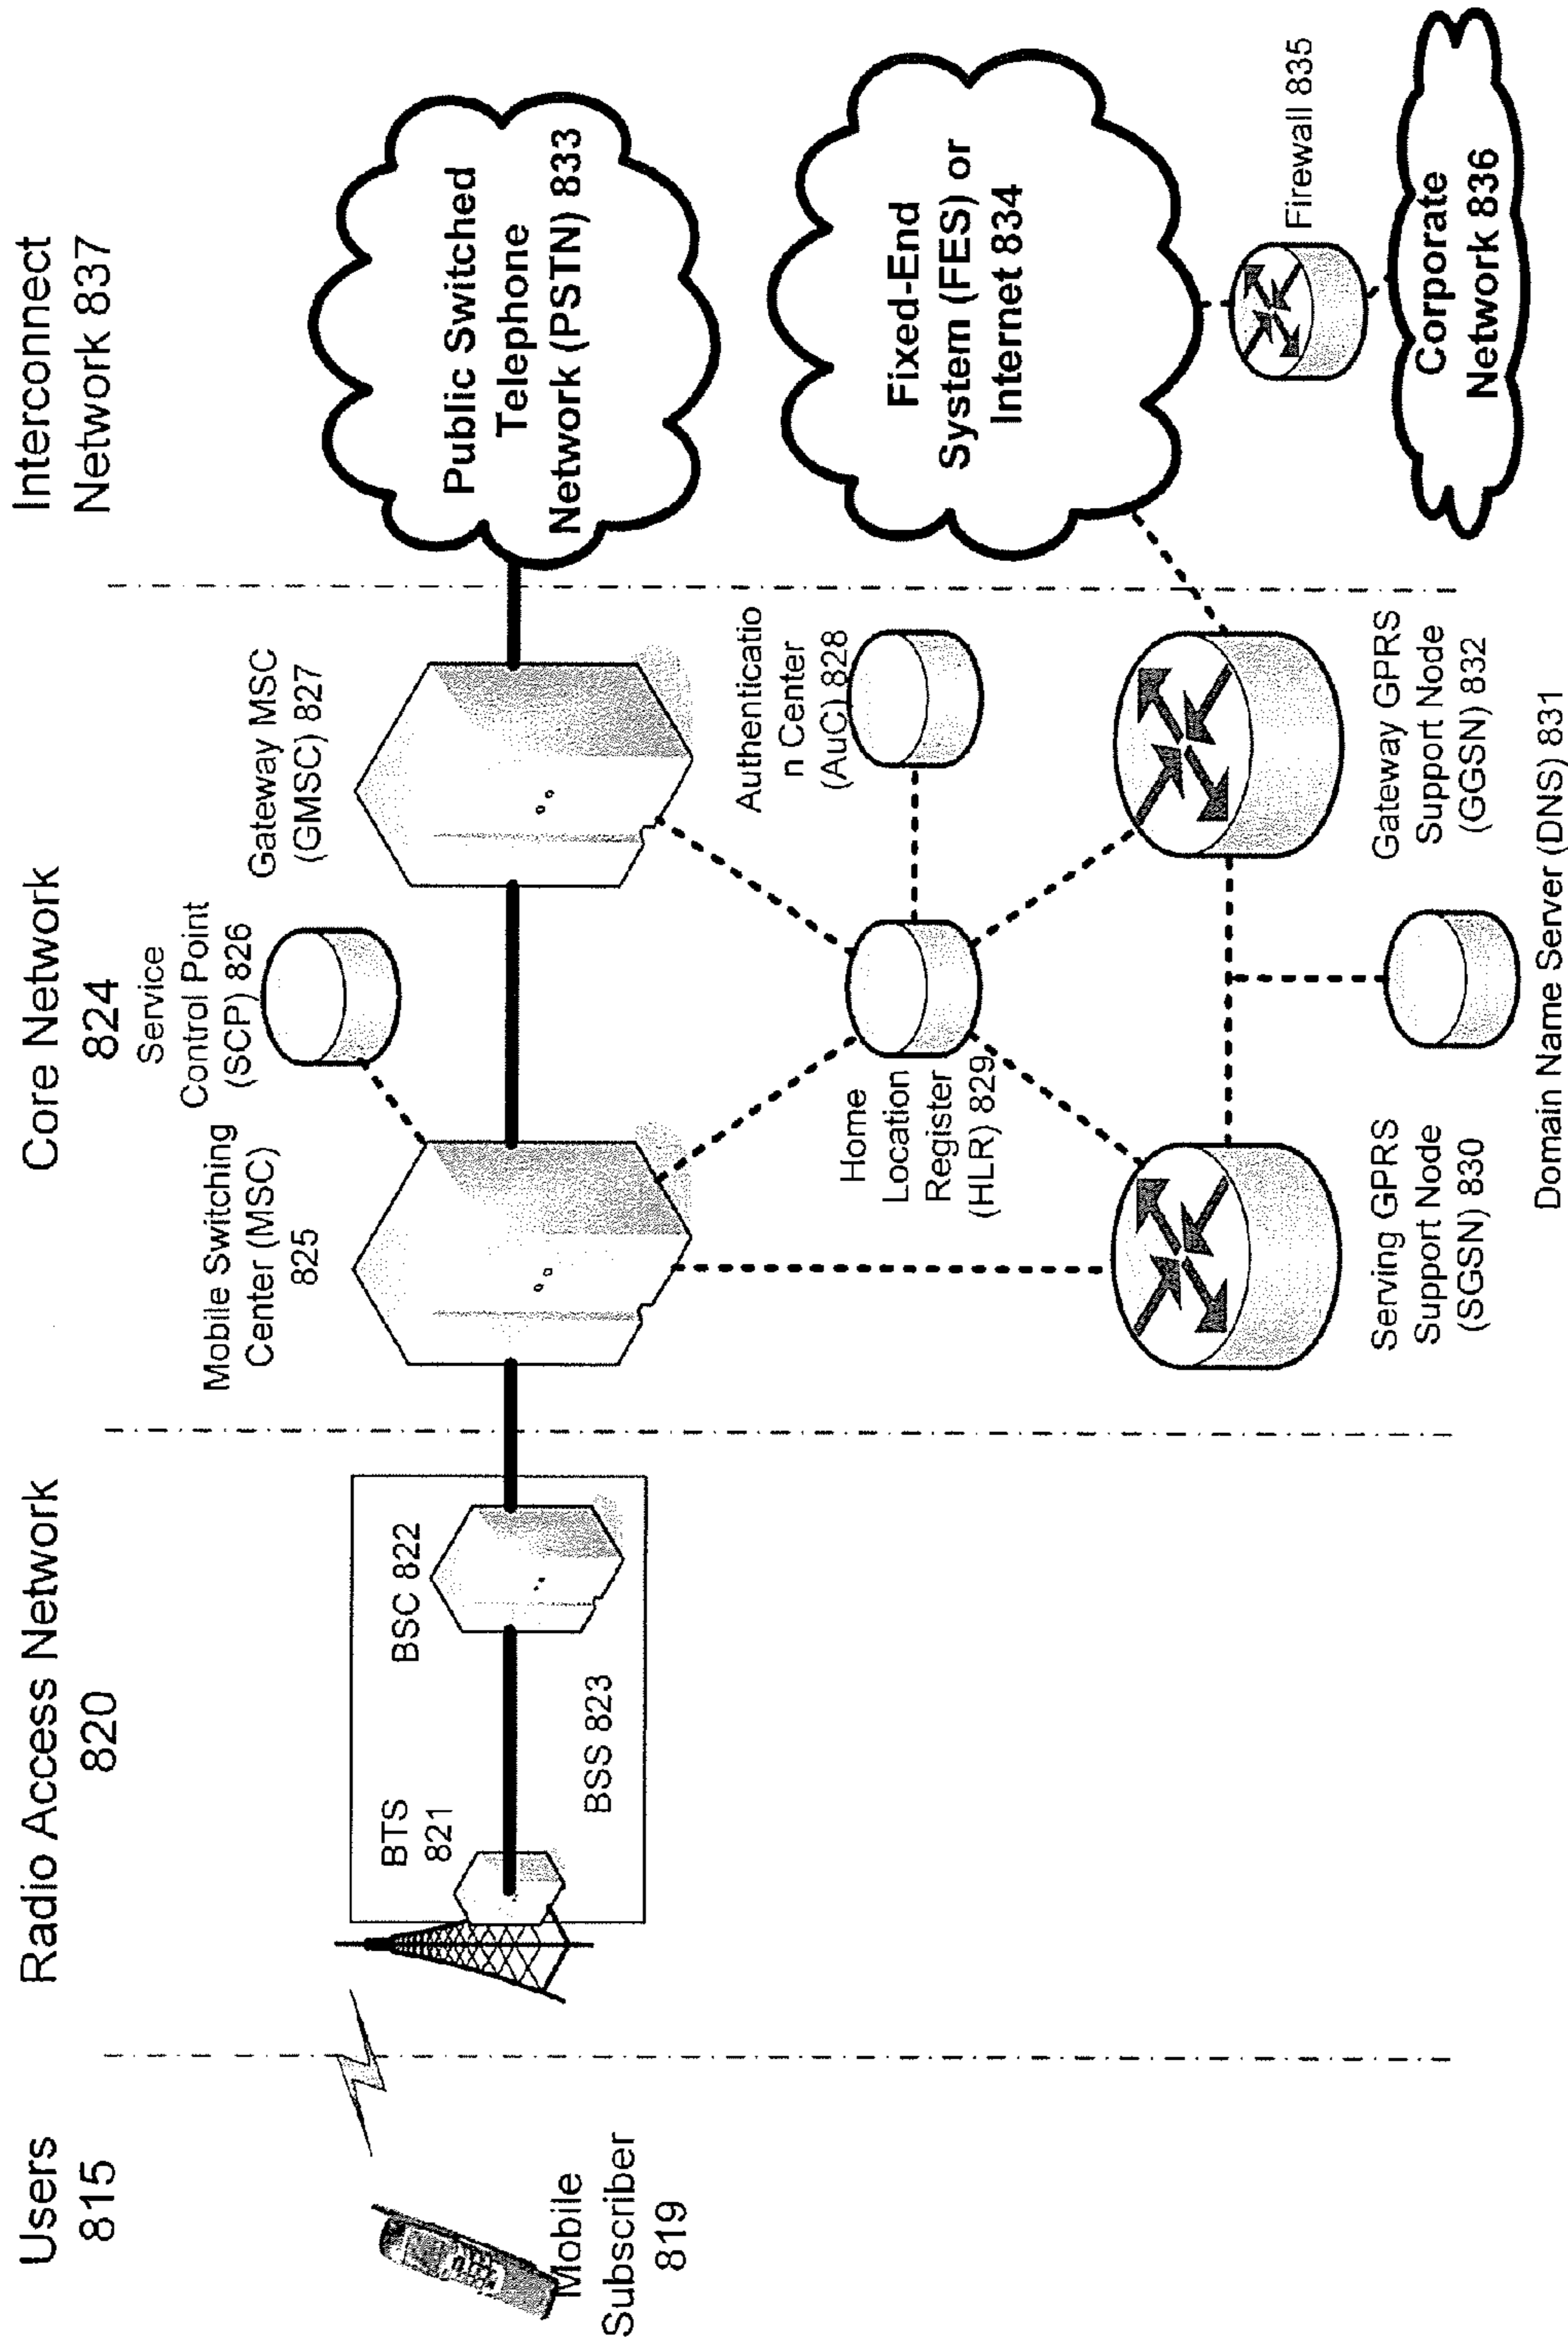 Users
815
Radio Access Network
820
Core Network
824
Interconnect
Network 837
Mobile
Subscriber
819
BTS
821
BSC 822
BSS 823
Mobile Switching
Center (MSC)
825
Service
Control Point
(SCP) 826
Gateway MSC
(GMSC) 827
Public Switched
Telephone
Network (PSTN) 833
Home
Location
Register
(HLR) 829
Authenticatio
n Center
(AuC) 828
Fixed-End
System (FES) or
Internet 834
Serving GPRS
Support Node
(SGSN) 830
Gateway GPRS
Support Node
(GGSN) 832
Firewall 835
Domain Name Server (DNS) 831
Corporate
Network 836